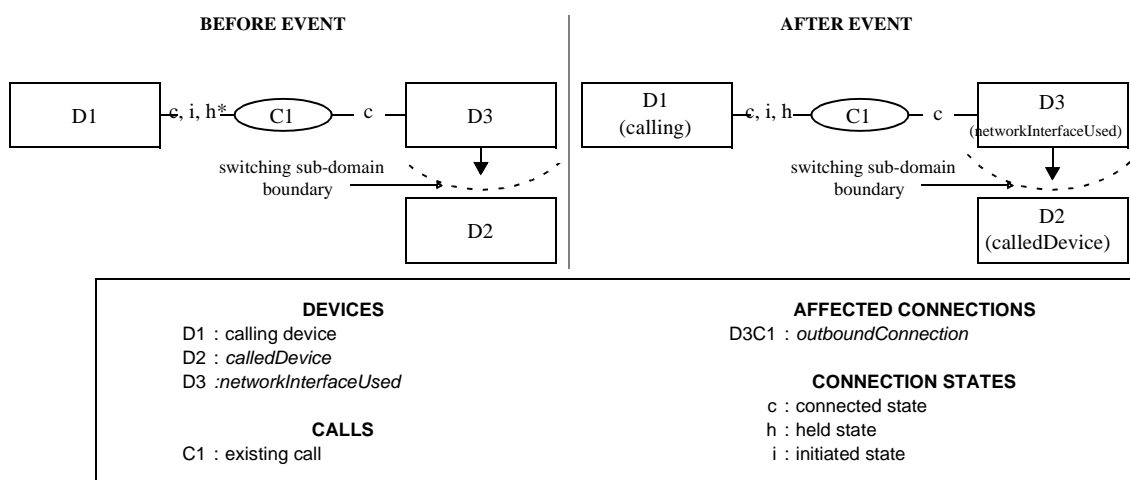 BEFORE EVENT
D1
c, i, h*
C1
c
D3
switching sub-domain
boundary
D2
AFTER EVENT
D1
(calling)
c, i, h
C1
c
D3
(networkInterfaceUsed)
switching sub-domain
boundary
D2
(calledDevice)
DEVICES
D1 : calling device
D2 : calledDevice
D3 :networkInterfaceUsed
CALLS
C1 : existing call
AFFECTED CONNECTIONS
D3C1 : outboundConnection
CONNECTION STATES
c : connected state
h : held state
i : initiated state